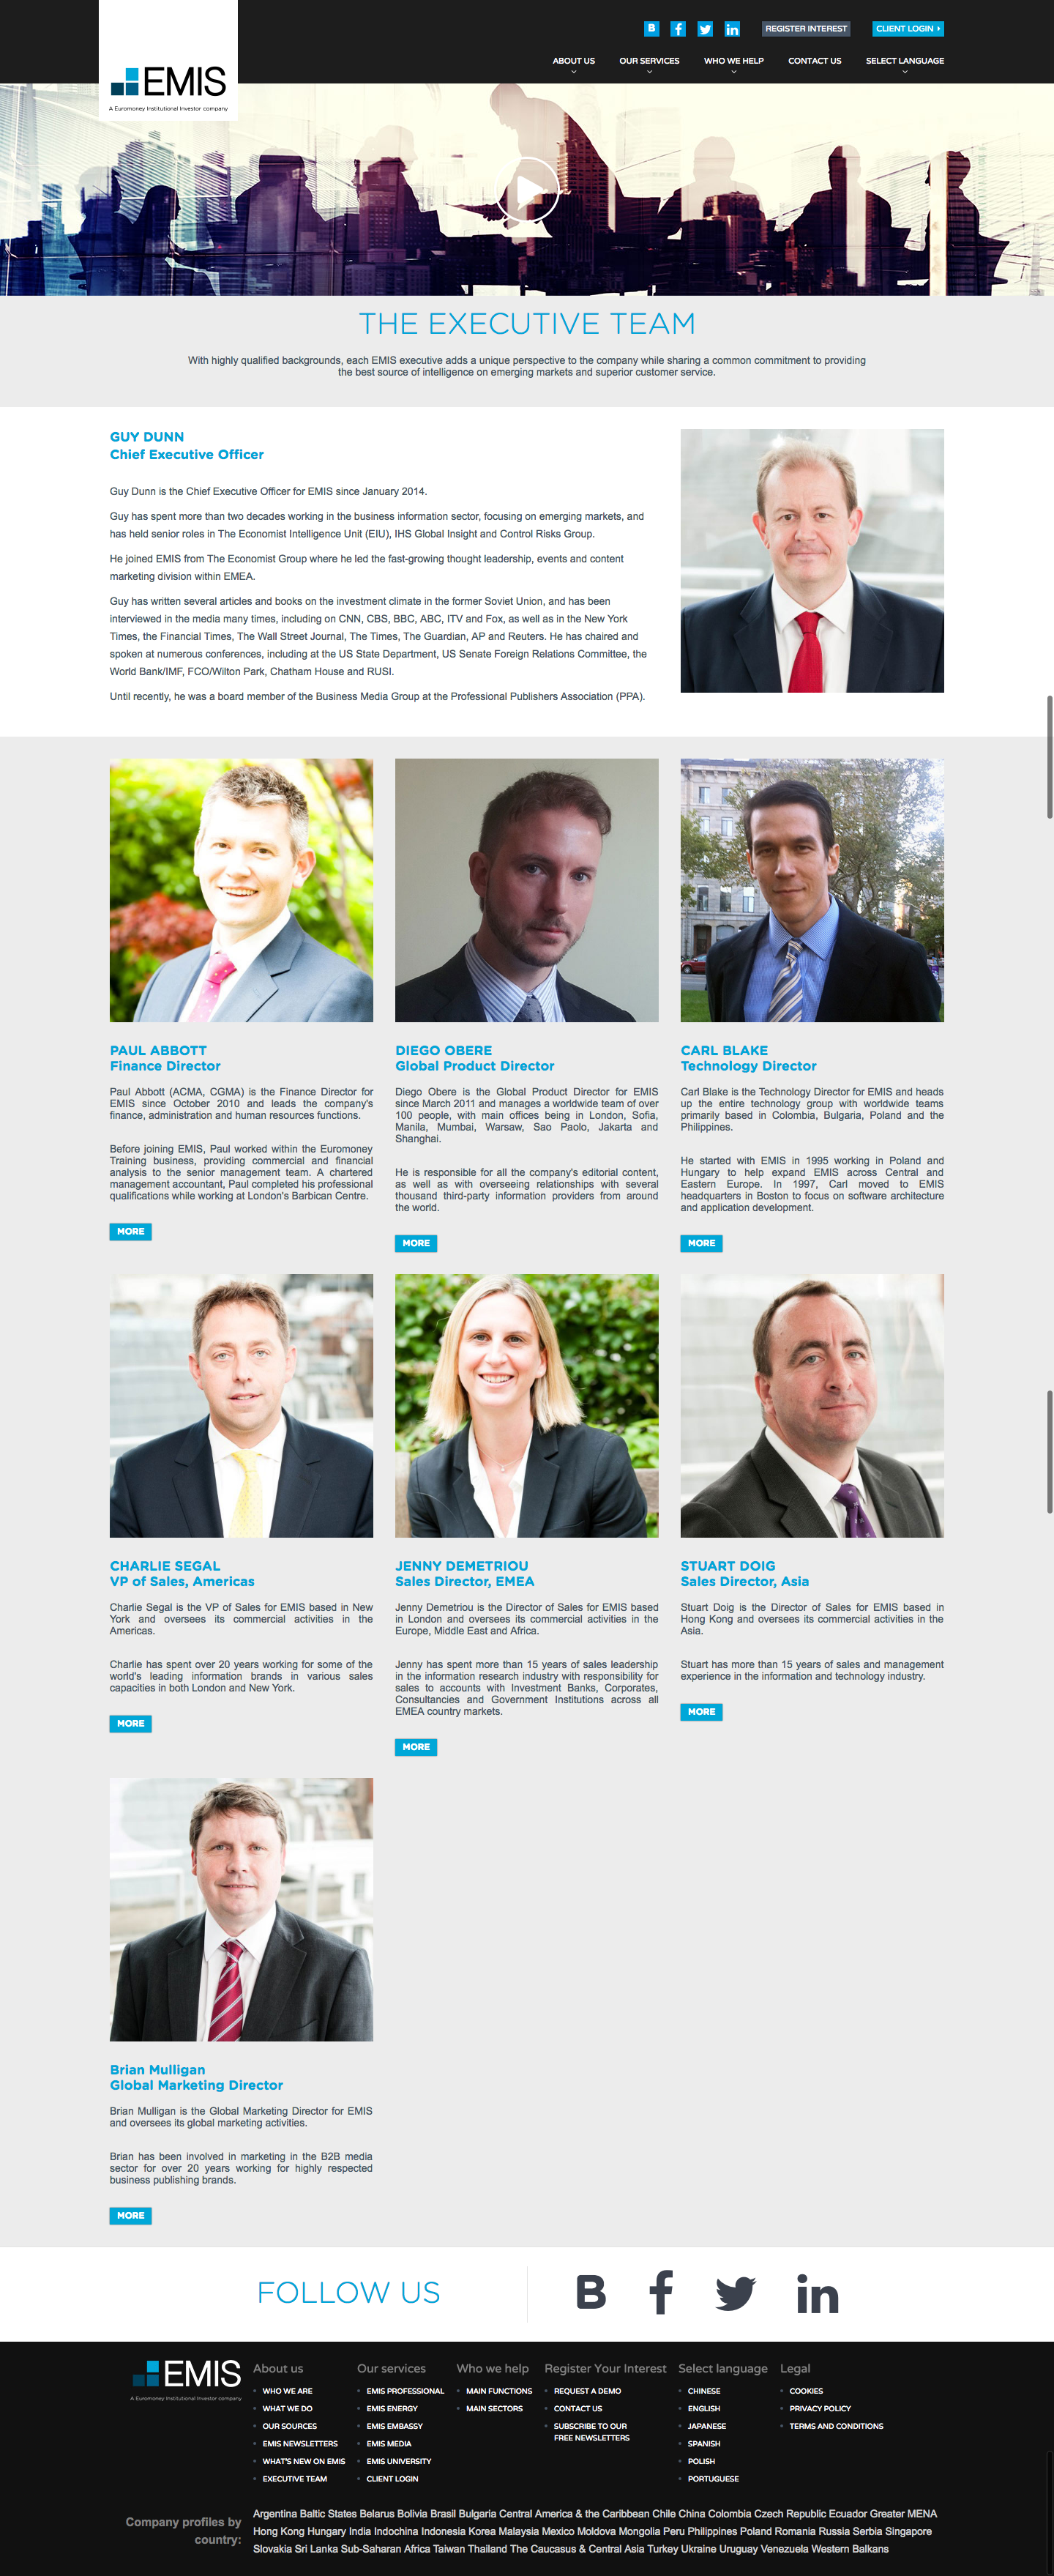 B
REGISTER INTEREST
CLIENT LOGIN
EMIS
A Euromoney Institutional Investor company
ABOUT US
OUR SERVICES
WHO WE HELP
CONTACT US
SELECT LANGUAGE
THE EXECUTIVE TEAM
With highly qualified backgrounds, each EMIS executive adds a unique perspective to the company while sharing a common commitment to providing
the best source of intelligence on emerging markets and superior customer service.
GUY DUNN
Chief Executive Officer
Guy Dunn is the Chief Executive Officer for EMIS since January 2014.
Guy has spent more than two decades working in the business information sector, focusing on emerging markets, and
has held senior roles in The Economist Intelligence Unit (EIU), IHS Global Insight and Control Risks Group.
He joined EMIS from The Economist Group where he led the fast-growing thought leadership, events and content
marketing division within EMEA.
Guy has written several articles and books on the investment climate in the former Soviet Union, and has been
interviewed in the media many times, including on CNN, CBS, BBC, ABC, ITV and Fox, as well as in the New York
Times, the Financial Times, The Wall Street Journal, The Times, The Guardian, AP and Reuters. He has chaired and
spoken at numerous conferences, including at the US State Department, US Senate Foreign Relations Committee, the
World Bank/IMF, FCO/Wilton Park, Chatham House and RUSI.
Until recently, he was a board member of the Business Media Group at the Professional Publishers Association (PPA).
PAUL ABBOTT
Finance Director
Paul Abbott (ACMA, CGMA) is the Finance Director for
EMIS since October 2010 and leads the company's
finance, administration and human resources functions.
Before joining EMIS, Paul worked within the Euromoney
Training business, providing commercial and financial
analysis to the senior management team. A chartered
management accountant, Paul completed his professional
qualifications while working at London's Barbican Centre.
MORE
DIEGO OBERE
Global Product Director
Diego Obere is the Global Product Director for EMIS
since March 2011 and manages a worldwide team of over
100 people, with main offices being in London, Sofia,
Manila, Mumbai, Warsaw, Sao Paolo, Jakarta and
Shanghai.
He is responsible for all the company's editorial content,
as well as with overseeing relationships with several
thousand third-party information providers from around
the world.
MORE
CARL BLAKE
Technology Director
Carl Blake is the Technology Director for EMIS and heads
up the entire technology group with worldwide teams
primarily based in Colombia, Bulgaria, Poland and the
Philippines.
He started with EMIS in 1995 working in Poland and
Hungary to help expand EMIS across Central and
Eastern Europe. In 1997, Carl moved to EMIS
headquarters in Boston to focus on software architecture
and application development.
MORE
CHARLIE SEGAL
VP of Sales, Americas
Charlie Segal is the VP of Sales for EMIS based in New
York and oversees its commercial activities in the
Americas.
Charlie has spent over 20 years working for some of the
world's leading information brands in various sales
capacities in both London and New York.
MORE
JENNY DEMETRIOU
Sales Director, EMEA
Jenny Demetriou is the Director of Sales for EMIS based
in London and oversees its commercial activities in the
Europe, Middle East and Africa.
Jenny has spent more than 15 years of sales leadership
in the information research industry with responsibility for
sales to accounts with Investment Banks, Corporates,
Consultancies and Government Institutions across all
EMEA country markets.
MORE
STUART DOIG
Sales Director, Asia
Stuart Doig is the Director of Sales for EMIS based in
Hong Kong and oversees its commercial activities in the
Asia.
Stuart has more than 15 years of sales and management
experience in the information and technology industry.
MORE
Brian Mulligan
Global Marketing Director
Brian Mulligan is the Global Marketing Director for EMIS
and oversees its global marketing activities.
Brian has been involved in marketing in the B2B media
sector for over 20 years working for highly respected
business publishing brands.
MORE
FOLLOW US
B
EMIS
A Euromoney Institutional Investor company
About us
WHO WE ARE
WHAT WE DO
OUR SOURCES
EMIS NEWSLETTERS
WHAT'S NEW ON EMIS
EXECUTIVE TEAM
Our services
EMIS PROFESSIONAL
EMIS ENERGY
EMIS EMBASSY
EMIS MEDIA
EMIS UNIVERSITY
CLIENT LOGIN
Who we help
MAIN FUNCTIONS
MAIN SECTORS
Register Your Interest
REQUEST A DEMO
CONTACT US
SUBSCRIBE TO OUR
FREE NEWSLETTERS
Select language
CHINESE
ENGLISH
JAPANESE
SPANISH
POLISH
PORTUGUESE
Legal
COOKIES
PRIVACY POLICY
TERMS AND CONDITIONS
Company profiles by
country:
Argentina Baltic States Belarus Bolivia Brasil Bulgaria Central America & the Caribbean Chile China Colombia Czech Republic Ecuador Greater MENA
Hong Kong Hungary India Indochina Indonesia Korea Malaysia Mexico Moldova Mongolia Peru Philippines Poland Romania Russia Serbia Singapore
Slovakia Sri Lanka Sub-Saharan Africa Taiwan Thailand The Caucasus & Central Asia Turkey Ukraine Uruguay Venezuela Western Balkans